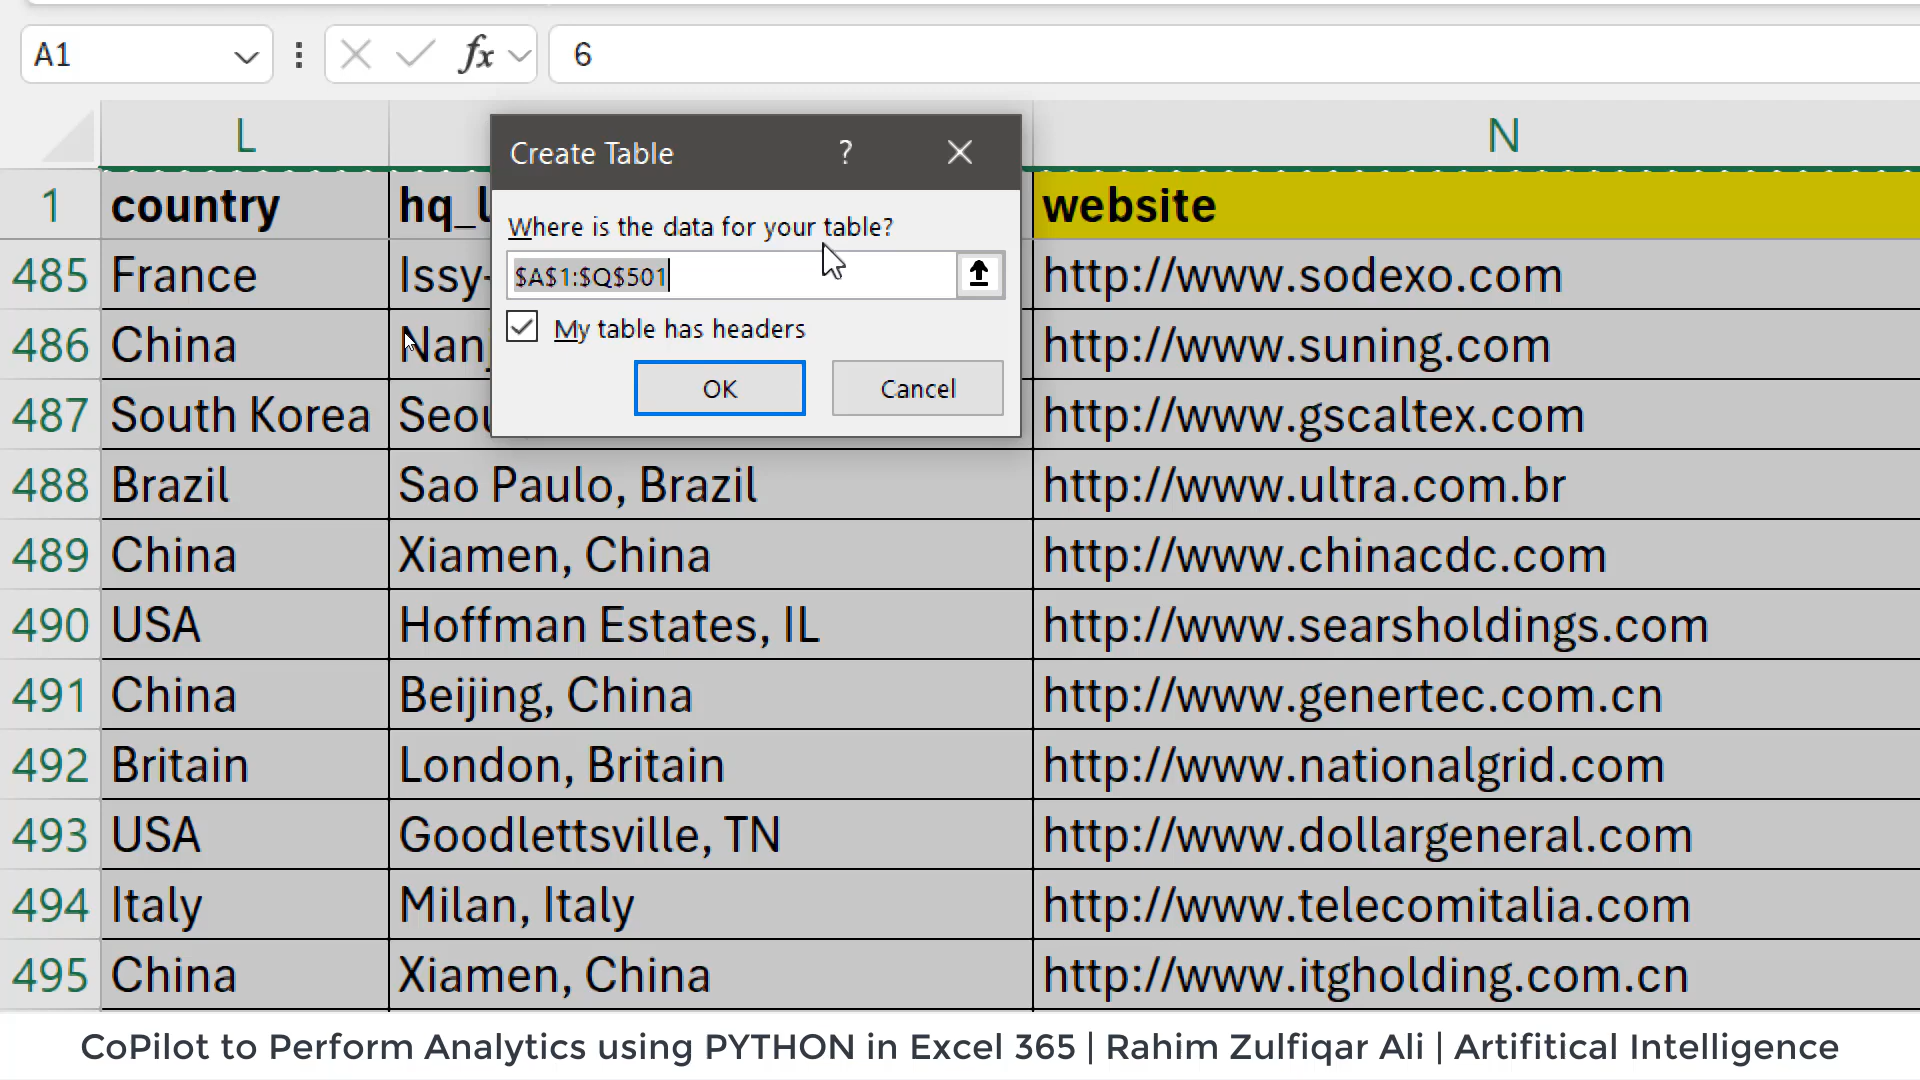 A1 fx 6
L N
Create Table ?
Where is the data for your table?
$A$1:$Q$501
My table has headers
OK Cancel
1 country hq_l website
485 France Issy- http://www.sodexo.com
486 China Nanj http://www.suning.com
487 South Korea Seou http://www.gscaltex.com
488 Brazil Sao Paulo, Brazil http://www.ultra.com.br
489 China Xiamen, China http://www.chinacdc.com
490 USA Hoffman Estates, IL http://www.searsholdings.com
491 China Beijing, China http://www.genertec.com.cn
492 Britain London, Britain http://www.nationalgrid.com
493 USA Goodlettsville, TN http://www.dollargeneral.com
494 Italy Milan, Italy http://www.telecomitalia.com
495 China Xiamen, China http://www.itgholding.com.cn
CoPilot to Perform Analytics using PYTHON in Excel 365 | Rahim Zulfiqar Ali | Artifitical Intelligence